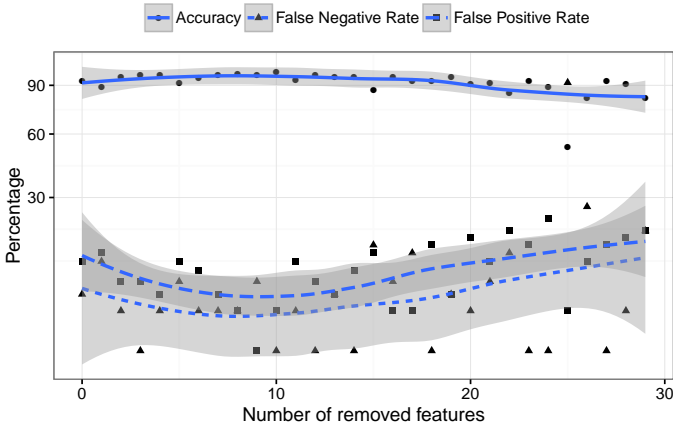 Accuracy False Negative Rate False Positive Rate
Percentage
90
60
30
0 10 20 30
Number of removed features